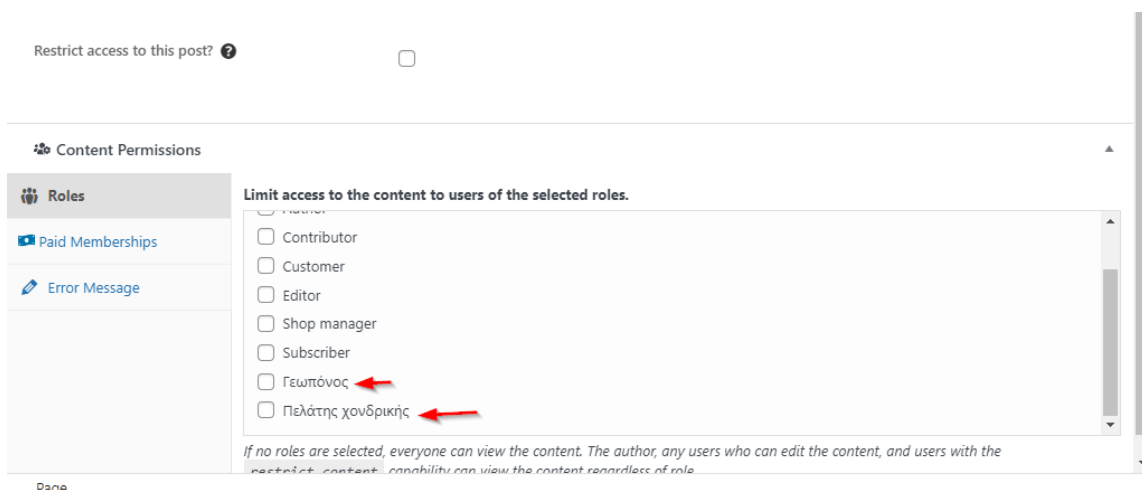 Restrict access to this post?
Content Permissions
Roles
Limit access to the content to users of the selected roles.
Author
Paid Memberships
Contributor
Customer
Error Message
Editor
Shop manager
Subscriber
Γεωπόνος
Πελάτης χονδρικής
If no roles are selected, everyone can view the content. The author, any users who can edit the content, and users with the
restrict_content capability can view the content regardless of role.
Page